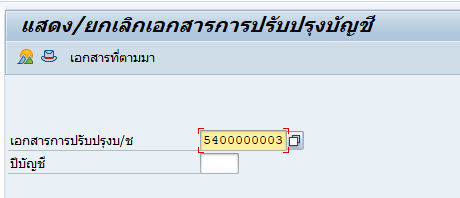 แสดง/ยกเลิกเอกสารการปรับปรุงบัญชี
เอกสารที่ตามมา
เอกสารการปรับปรุงบ/ช 5400000003
ปีบัญชี